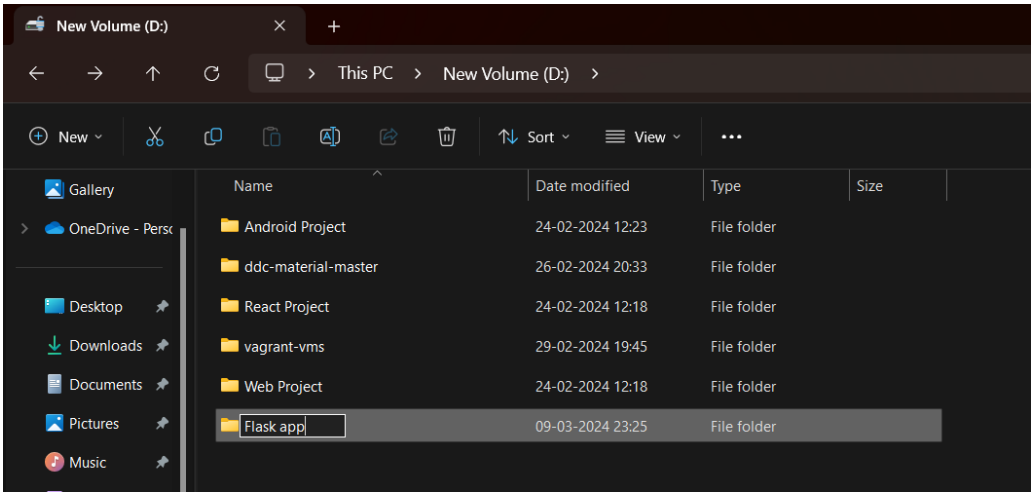 New Volume (D:)
This PC > New Volume (D:) >
New Sort View
Gallery
OneDrive - Perso
Desktop
Downloads
Documents
Pictures
Music
Name Date modified Type Size
Android Project 24-02-2024 12:23 File folder
ddc-material-master 26-02-2024 20:33 File folder
React Project 24-02-2024 12:18 File folder
vagrant-vms 29-02-2024 19:45 File folder
Web Project 24-02-2024 12:18 File folder
Flask app 09-03-2024 23:25 File folder